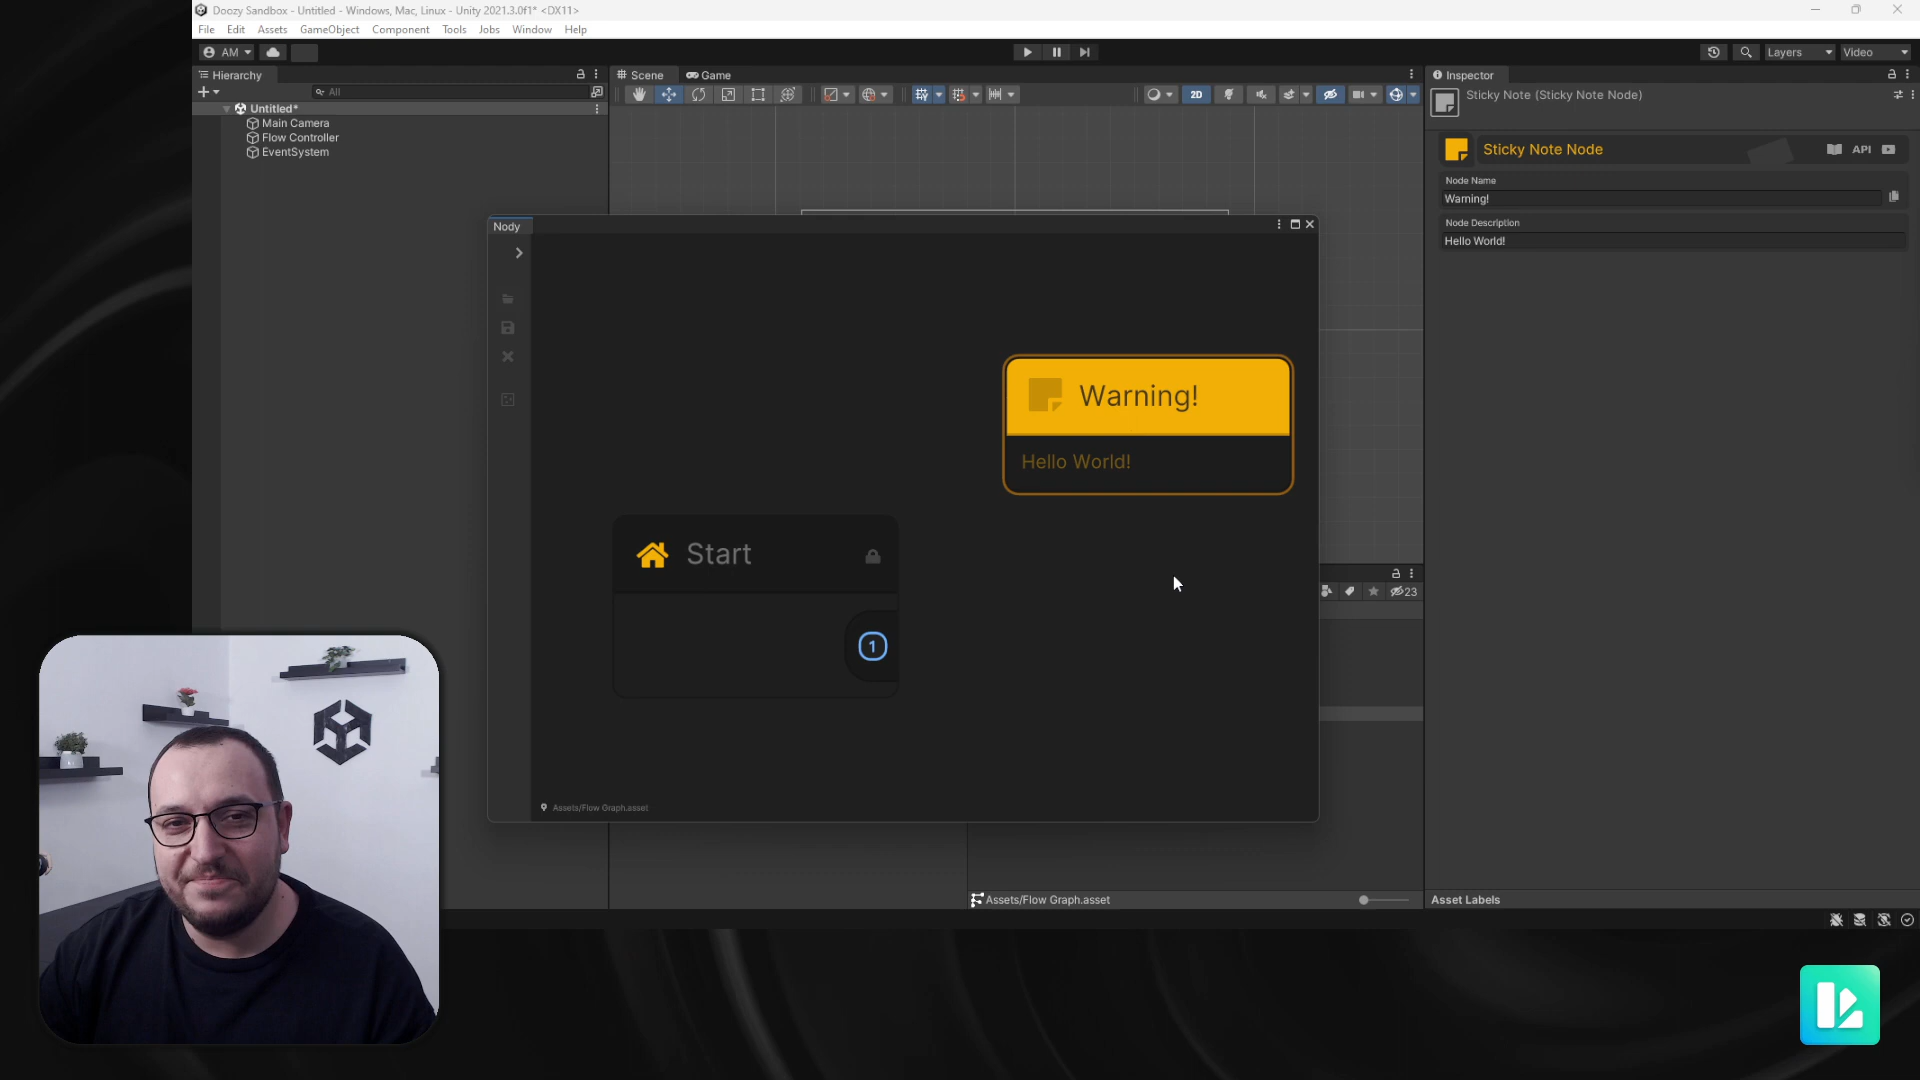 Doozy Sandbox - Untitled - Windows, Mac, Linux - Unity 2021.3.0f1* <DX11>
File Edit Assets GameObject Component Tools Jobs Window Help
AM
Layers
Video
Hierarchy
Scene
Game
Inspector
All
2D
Sticky Note (Sticky Note Node)
Untitled*
Main Camera
Flow Controller
EventSystem
Sticky Note Node
API
Node Name
Warning!
Node Description
Hello World!
Nody
Warning!
Hello World!
Start
1
23
Assets/Flow Graph.asset
Assets/Flow Graph.asset
Asset Labels